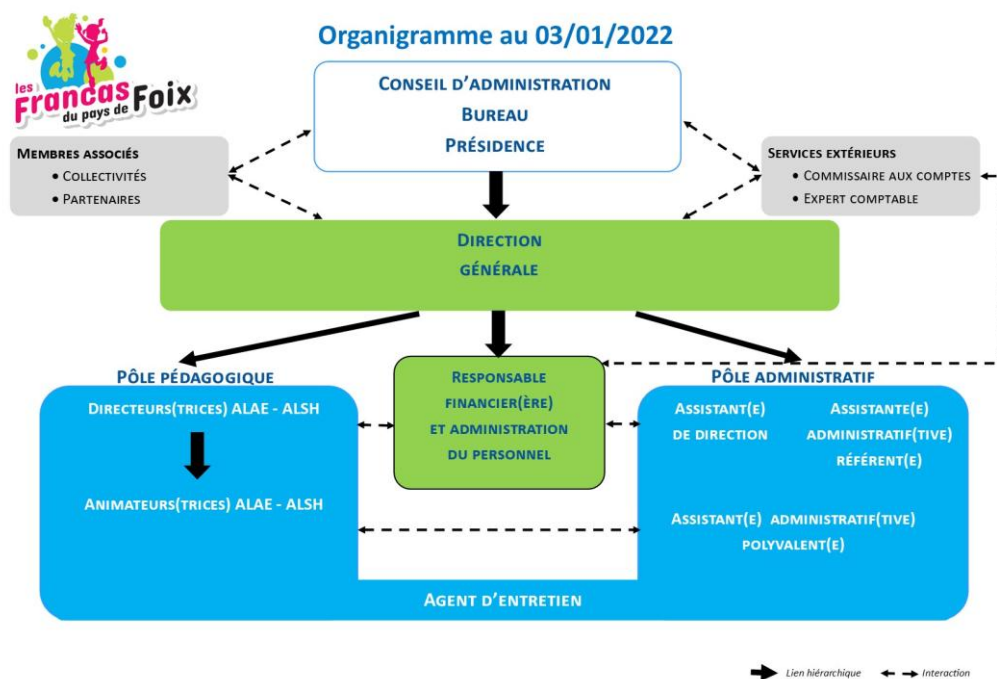 les
Francas
du pays de Foix
Organigramme au 03/01/2022
CONSEIL D'ADMINISTRATION
BUREAU
PRÉSIDENCE
MEMBRES ASSOCIÉS
• COLLECTIVITÉS
• PARTENAIRES
SERVICES EXTÉRIEURS
• COMMISSAIRE AUX COMPTES
• EXPERT COMPTABLE
DIRECTION
GÉNÉRALE
PÔLE PÉDAGOGIQUE
DIRECTEURS(TRICES) ALAE - ALSH
ANIMATEURS(TRICES) ALAE - ALSH
RESPONSABLE
FINANCIER(ÈRE)
ET ADMINISTRATION
DU PERSONNEL
PÔLE ADMINISTRATIF
ASSISTANT(E)
DE DIRECTION
ASSISTANTE(E)
ADMINISTRATIF(TIVE)
RÉFÉRENT(E)
ASSISTANT(E) ADMINISTRATIF(TIVE)
POLYVALENT(E)
AGENT D'ENTRETIEN
Lien hiérarchique
Interaction